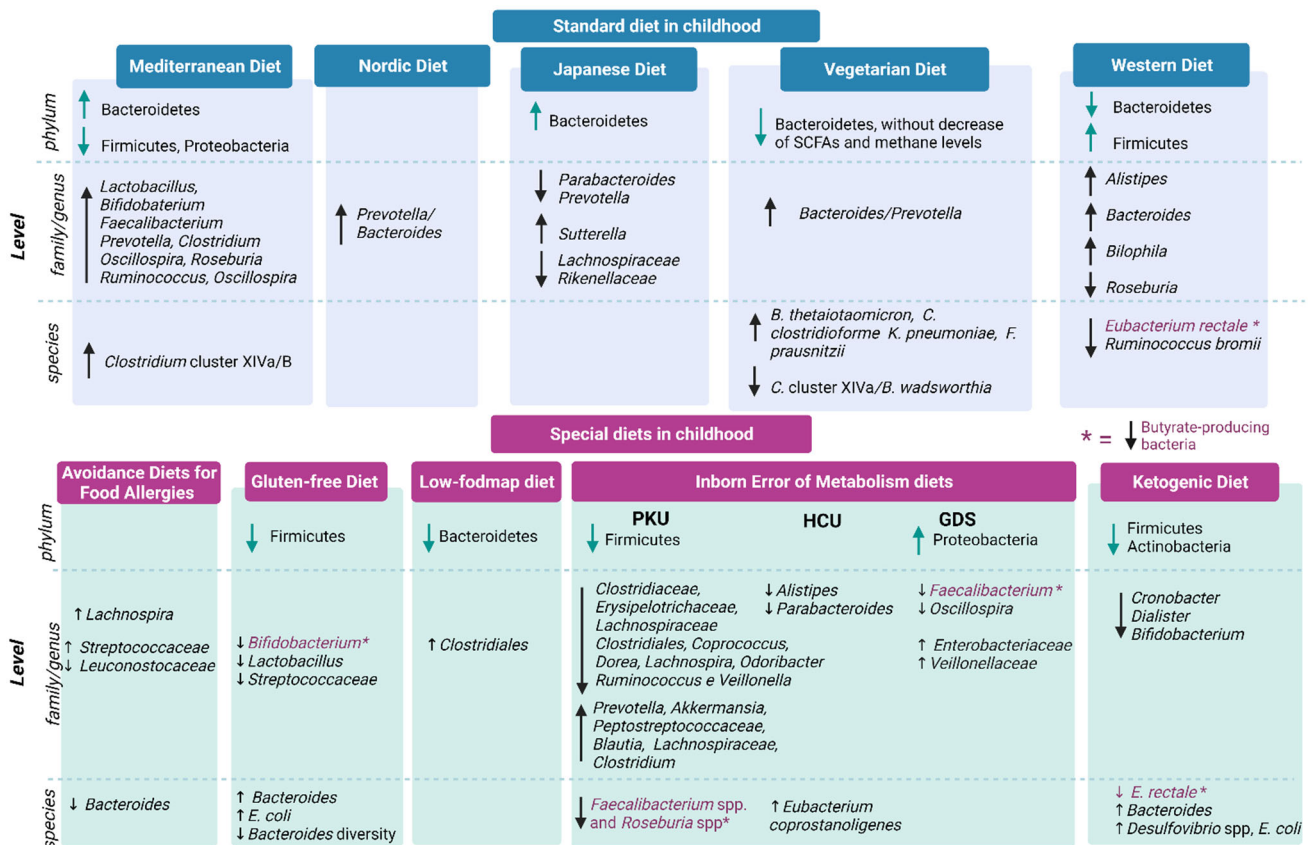 Standard diet in childhood
Mediterranean Diet
Nordic Diet
Japanese Diet
Vegetarian Diet
Western Diet
Level
phylum
↑ Bacteroidetes
↓ Firmicutes, Proteobacteria
↑ Bacteroidetes
↓ Bacteroidetes, without decrease
of SCFAs and methane levels
↓ Bacteroidetes
↑ Firmicutes
family/genus
↑ Lactobacillus,
Bifidobaterium
Faecalibacterium
Prevotella, Clostridium
Oscillospira, Roseburia
Ruminococcus, Oscillospira
↑ Prevotella/
Bacteroides
↓ Parabacteroides
Prevotella
↑ Sutterella
↓ Lachnospiraceae
Rikenellaceae
↑ Bacteroides/Prevotella
↑ Alistipes
↑ Bacteroides
↑ Bilophila
↓ Roseburia
species
↑ Clostridium cluster XIVa/B
↑ B. thetaiotaomicron, C.
clostridioforme K. pneumoniae, F.
prausnitzii
↓ C. cluster XIVa/B. wadsworthia
↓ Eubacterium rectale *
Ruminococcus bromii
Special diets in childhood
* = ↓ Butyrate-producing
bacteria
Avoidance Diets for
Food Allergies
Gluten-free Diet
Low-fodmap diet
Inborn Error of Metabolism diets
Ketogenic Diet
PKU
HCU
GDS
Level
phylum
↓ Firmicutes
↓ Bacteroidetes
↓ Firmicutes
↑ Proteobacteria
↓ Firmicutes
Actinobacteria
family/genus
↑ Lachnospira
↑ Streptococcaceae
↓ Leuconostocaceae
↓ Bifidobacterium*
↓ Lactobacillus
↓ Streptococcaceae
↑ Clostridiales
↓ Clostridiaceae,
Erysipelotrichaceae,
Lachnospiraceae
Clostridiales, Coprococcus,
Dorea, Lachnospira, Odoribacter
Ruminococcus e Veillonella
↑ Prevotella, Akkermansia,
Peptostreptococcaceae,
Blautia, Lachnospiraceae,
Clostridium
↓ Alistipes
↓ Parabacteroides
↓ Faecalibacterium *
↓ Oscillospira
↑ Enterobacteriaceae
↑ Veillonellaceae
↓ Cronobacter
Dialister
Bifidobacterium
species
↓ Bacteroides
↑ Bacteroides
↑ E. coli
↓ Bacteroides diversity
↓ Faecalibacterium spp.
and Roseburia spp*
↑ Eubacterium
coprostanoligenes
↓ E. rectale *
↑ Bacteroides
↑ Desulfovibrio spp, E. coli